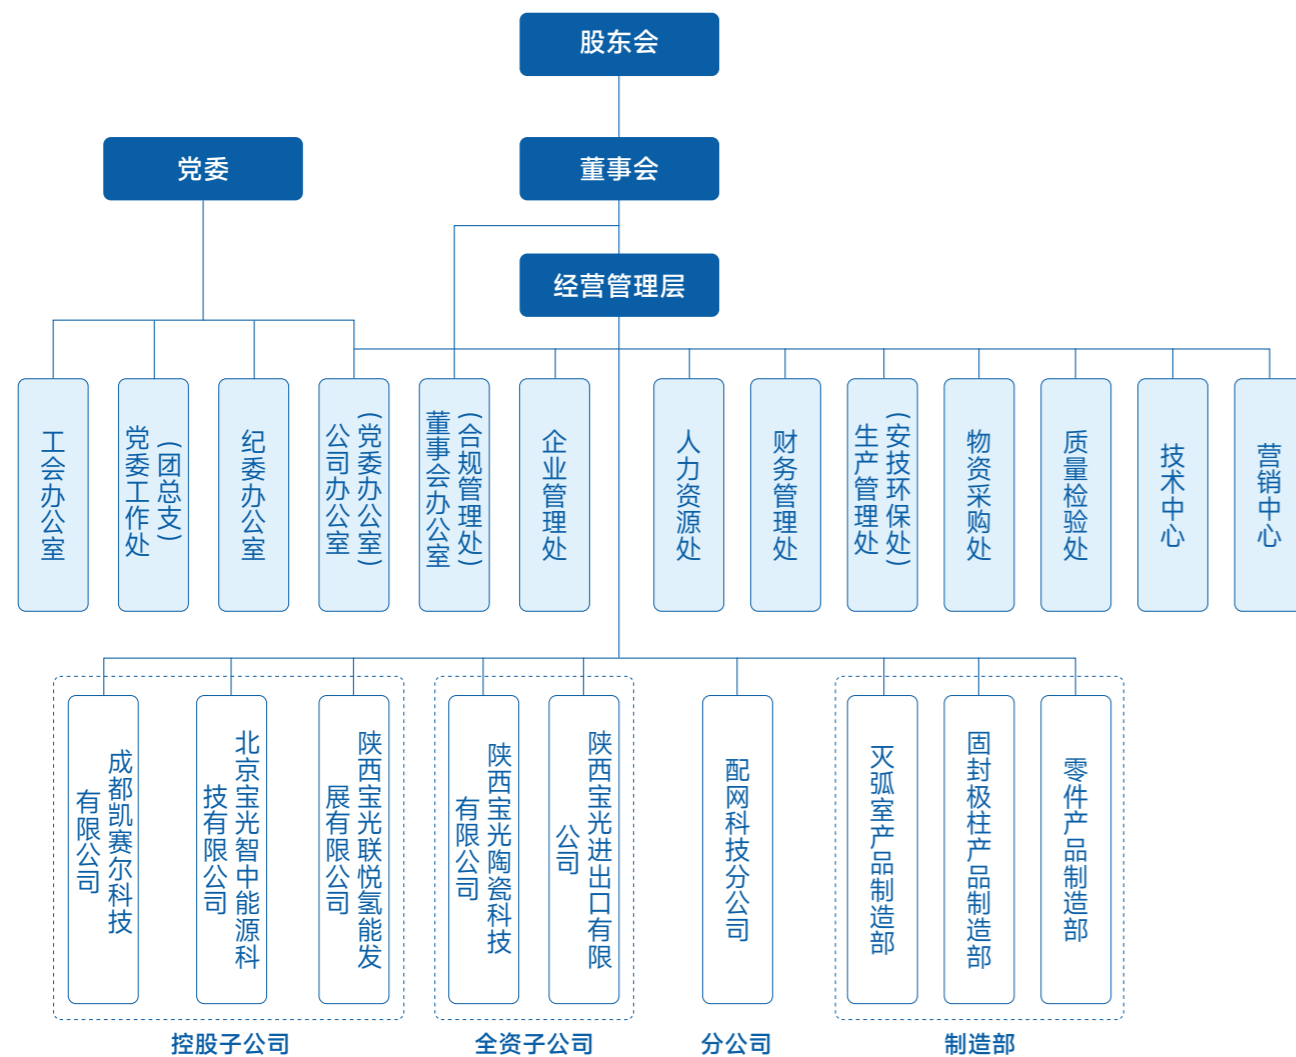 股东会
党委
董事会
经营管理层
工会办公室
党委工作处
(团总支)
纪委办公室
公司办公室
(党委办公室)
董事会办公室
(合规管理处)
企业管理处
人力资源处
财务管理处
生产管理处
(安技环保处)
物资采购处
质量检验处
技术中心
营销中心
成都凯赛尔科技
有限公司
北京宝光智中能源科
技有限公司
陕西宝光联悦氢能发
展有限公司
陕西宝光陶瓷科技
有限公司
陕西宝光进出口有限
公司
配网科技分公司
灭弧室产品制造部
固封极柱产品制造部
零件产品制造部
控股子公司
全资子公司
分公司
制造部